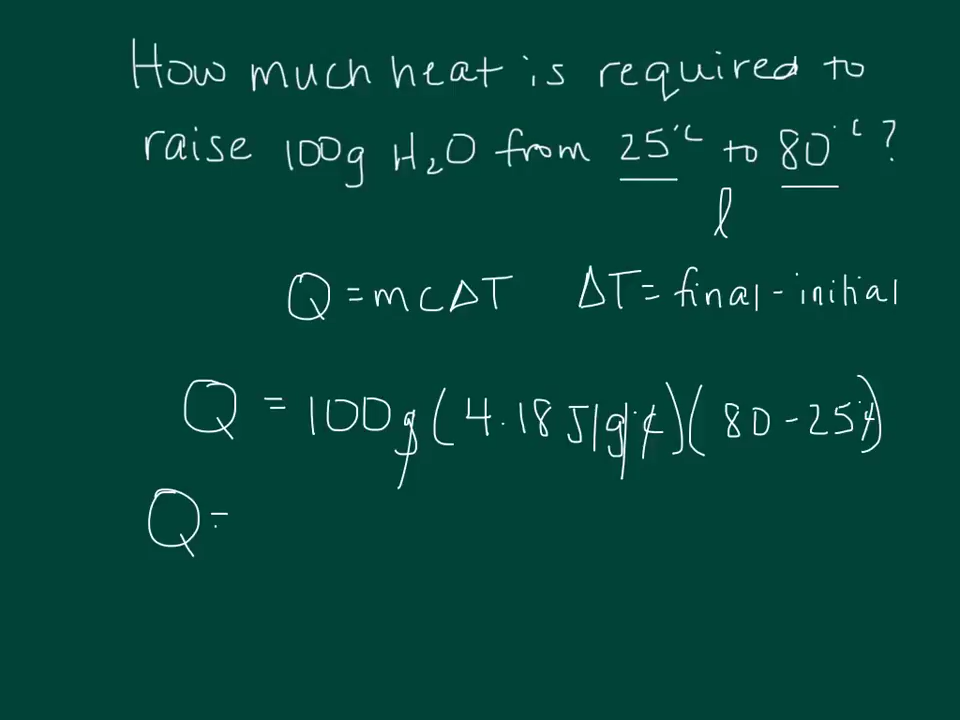 How much heat is required to
raise 100g H₂O from 25°C to 80°C?
l
Q = mcΔT ΔT = final - initial
Q = 100g (4.18 J/g°C)(80 - 25°C)
Q =